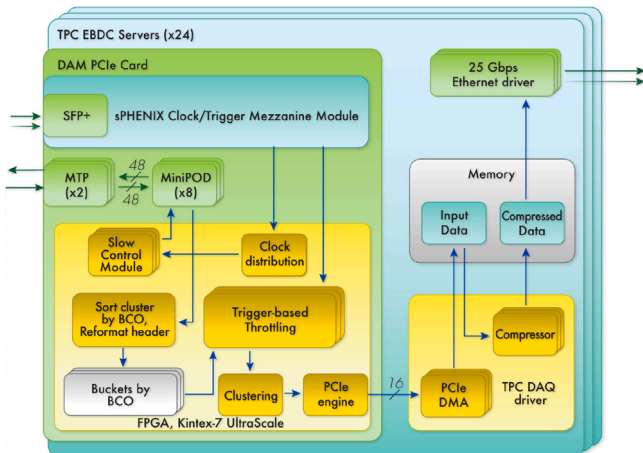 TPC EBDC Servers (x24)
DAM PCIe Card
SFP+
sPHENIX Clock/Trigger Mezzanine Module
25 Gbps
Ethernet driver
MTP
(x2)
48
48
MiniPOD
(x8)
Memory
Input
Data
Compressed
Data
Slow
Control
Module
Clock
distribution
Sort cluster
by BCO,
Reformat header
Trigger-based
Throttling
Compressor
Buckets by
BCO
Clustering
PCIe
engine
16
PCIe
DMA
TPC DAQ
driver
FPGA, Kintex-7 UltraScale